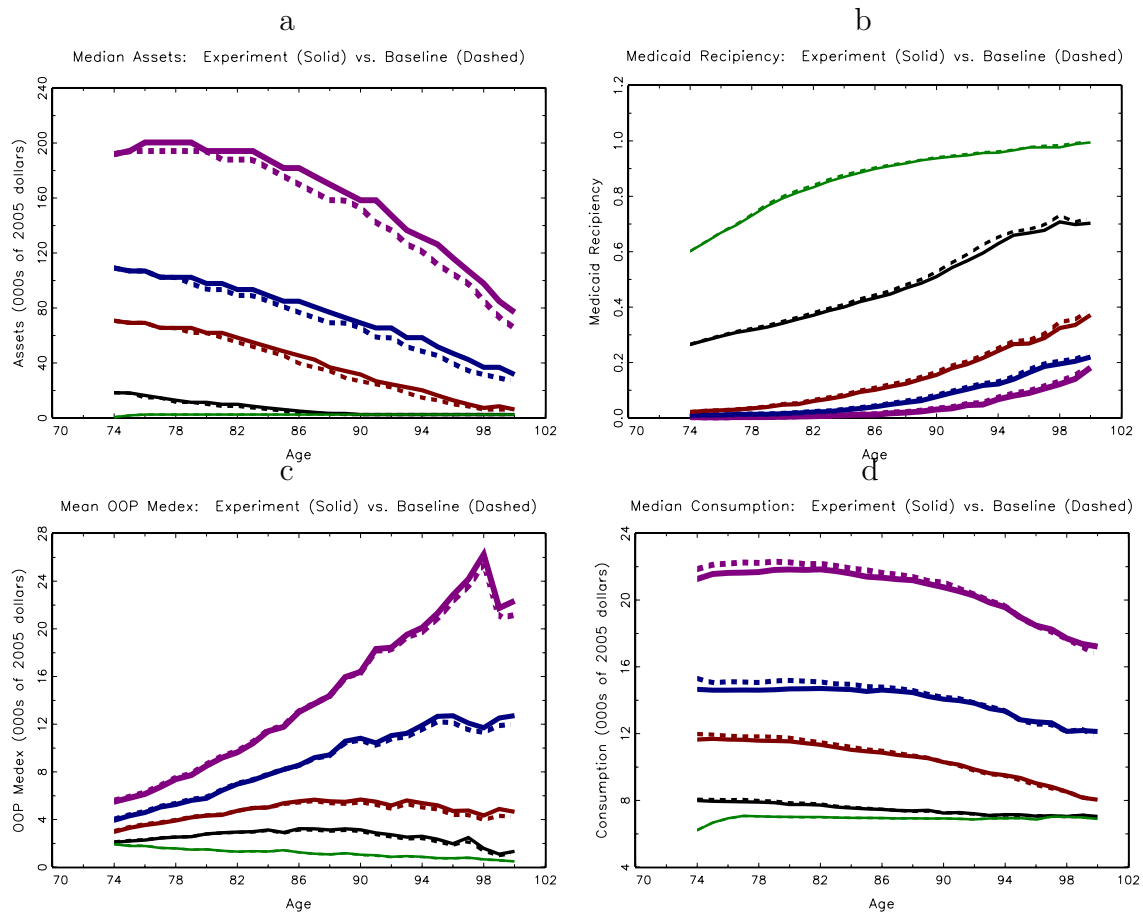 a
Median Assets: Experiment (Solid) vs. Baseline (Dashed)
Assets (000s of 2005 dollars)
240
200
160
120
80
40
0
70 74 78 82 86 90 94 98 102
Age
b
Medicaid Recipiency: Experiment (Solid) vs. Baseline (Dashed)
Medicaid Recipiency
1.2
1.0
0.8
0.6
0.4
0.2
0.0
70 74 78 82 86 90 94 98 102
Age
c
Mean OOP Medex: Experiment (Solid) vs. Baseline (Dashed)
OOP Medex (000s of 2005 dollars)
28
24
20
16
12
8
4
0
70 74 78 82 86 90 94 98 102
Age
d
Median Consumption: Experiment (Solid) vs. Baseline (Dashed)
Consumption (000s of 2005 dollars)
24
20
16
12
8
4
70 74 78 82 86 90 94 98 102
Age